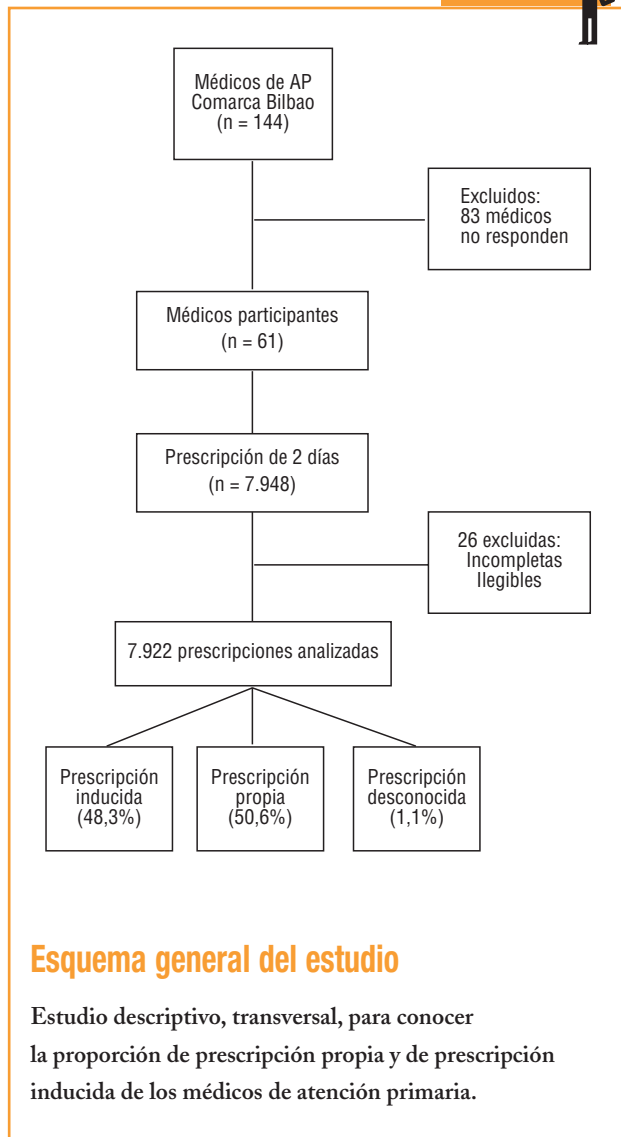 Médicos de AP
Comarca Bilbao
(n = 144)
Excluidos:
83 médicos
no responden
Médicos participantes
(n = 61)
Prescripción de 2 días
(n = 7.948)
26 excluidas:
Incompletas
Ilegibles
7.922 prescripciones analizadas
Prescripción
inducida
(48,3%)
Prescripción
propia
(50,6%)
Prescripción
desconocida
(1,1%)
Esquema general del estudio
Estudio descriptivo, transversal, para conocer
la proporción de prescripción propia y de prescripción
inducida de los médicos de atención primaria.